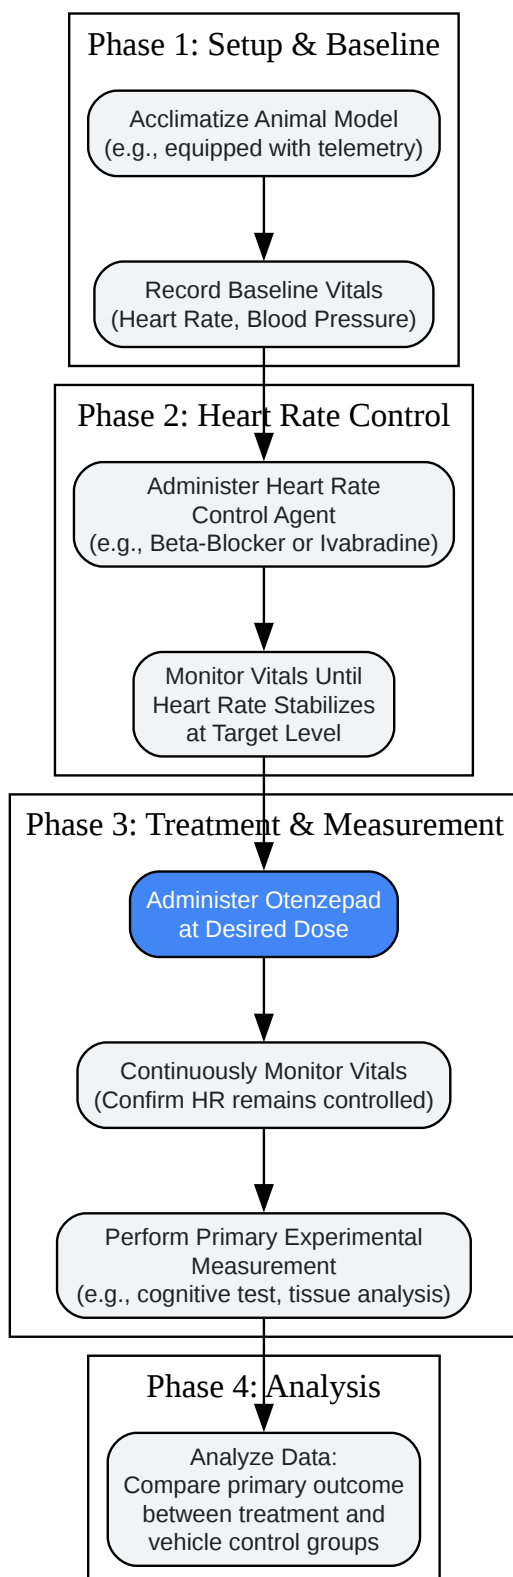 Phase 1: Setup & Baseline
Acclimatize Animal Model
(e.g., equipped with telemetry)
Record Baseline Vitals
(Heart Rate, Blood Pressure)
Phase 2: Heart Rate Control
Administer Heart Rate
Control Agent
(e.g., Beta-Blocker or Ivabradine)
Monitor Vitals Until
Heart Rate Stabilizes
at Target Level
Phase 3: Treatment & Measurement
Administer Otenzepad
at Desired Dose
Continuously Monitor Vitals
(Confirm HR remains controlled)
Perform Primary Experimental
Measurement
(e.g., cognitive test, tissue analysis)
Phase 4: Analysis
Analyze Data:
Compare primary outcome
between treatment and
vehicle control groups